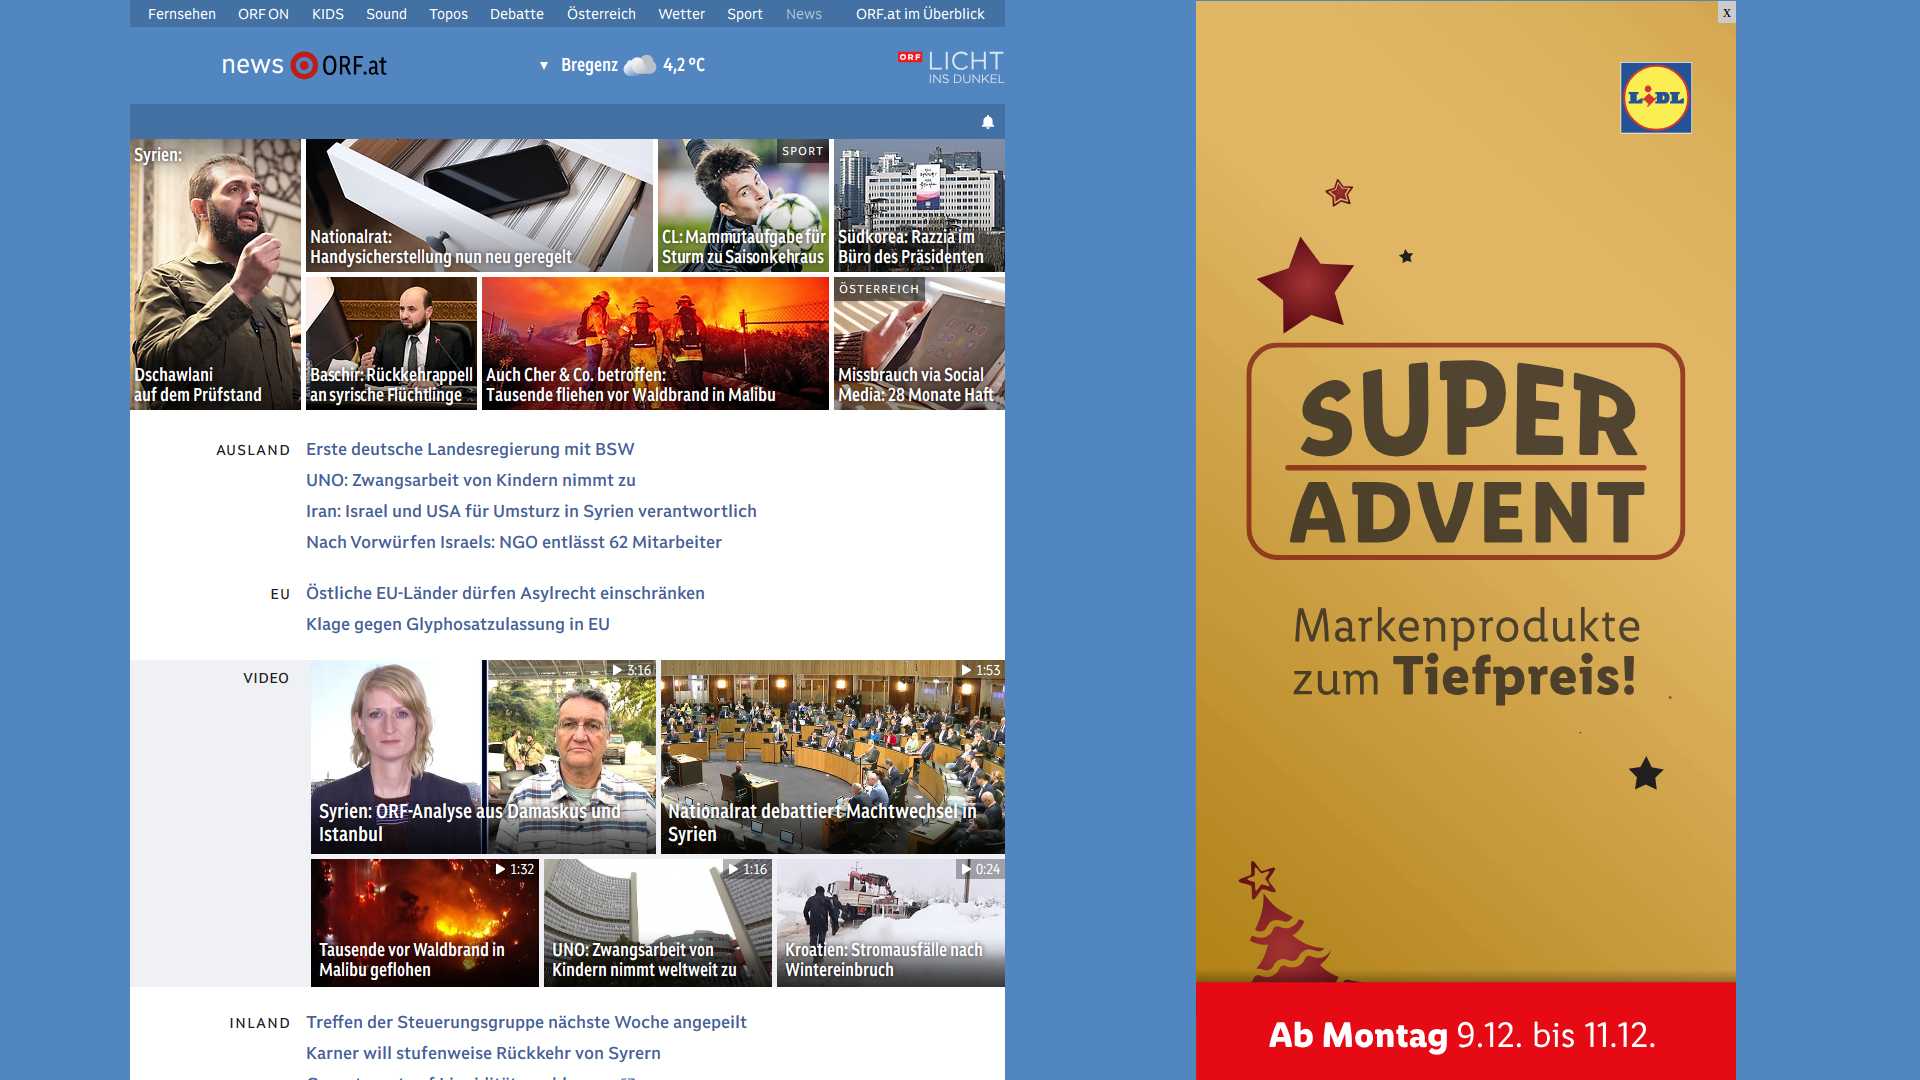 Fernsehen ORF ON KIDS Sound Topos Debatte Österreich Wetter Sport News ORF.at im Überblick
news ORF.at
Bregenz 4,2 °C
ORF LICHT
INS DUNKEL
Syrien:
Dschawlani
auf dem Prüfstand
Nationalrat:
Handysicherstellung nun neu geregelt
SPORT
CL: Mammutaufgabe für
Sturm zu Saisonkehraus
Südkorea: Razzia im
Büro des Präsidenten
Baschir: Rückkehrappell
an syrische Flüchtlinge
Auch Cher & Co. betroffen:
Tausende fliehen vor Waldbrand in Malibu
ÖSTERREICH
Missbrauch via Social
Media: 28 Monate Haft
AUSLAND
Erste deutsche Landesregierung mit BSW
UNO: Zwangsarbeit von Kindern nimmt zu
Iran: Israel und USA für Umsturz in Syrien verantwortlich
Nach Vorwürfen Israels: NGO entlässt 62 Mitarbeiter
EU
Östliche EU-Länder dürfen Asylrecht einschränken
Klage gegen Glyphosatzulassung in EU
VIDEO
3:16
Syrien: ORF-Analyse aus Damaskus und
Istanbul
1:53
Nationalrat debattiert Machtwechsel in
Syrien
1:32
Tausende vor Waldbrand in
Malibu geflohen
1:16
UNO: Zwangsarbeit von
Kindern nimmt weltweit zu
0:24
Kroatien: Stromausfälle nach
Wintereinbruch
INLAND
Treffen der Steuerungsgruppe nächste Woche angepeilt
Karner will stufenweise Rückkehr von Syrern
x
LiDL
SUPER
ADVENT
Markenprodukte
zum Tiefpreis!
Ab Montag 9.12. bis 11.12.